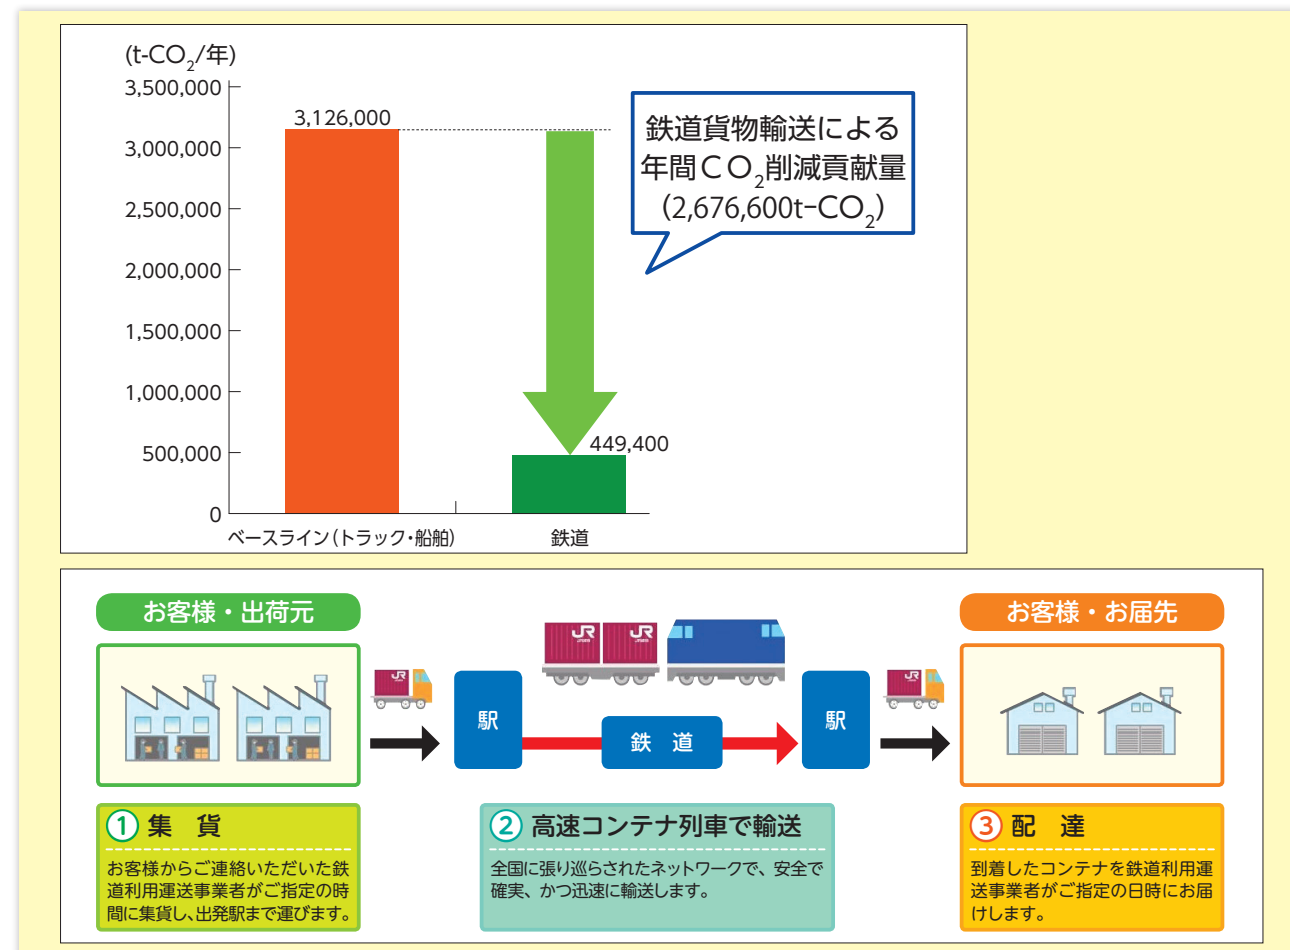 (t-CO2/年)
3,500,000
3,000,000
2,500,000
2,000,000
1,500,000
1,000,000
500,000
0
3,126,000
449,400
ベースライン(トラック・船舶)
鉄道
鉄道貨物輸送による
年間CO2削減貢献量
(2,676,600t-CO2)
お客様・出荷元
お客様・お届先
JR
JR
JR
JR
駅
鉄 道
駅
① 集 貨
お客様からご連絡いただいた鉄
道利用運送事業者がご指定の時
間に集貨し、出発駅まで運びます。
② 高速コンテナ列車で輸送
全国に張り巡らされたネットワークで、安全で
確実、かつ迅速に輸送します。
③ 配 達
到着したコンテナを鉄道利用運
送事業者がご指定の日時にお届
けします。